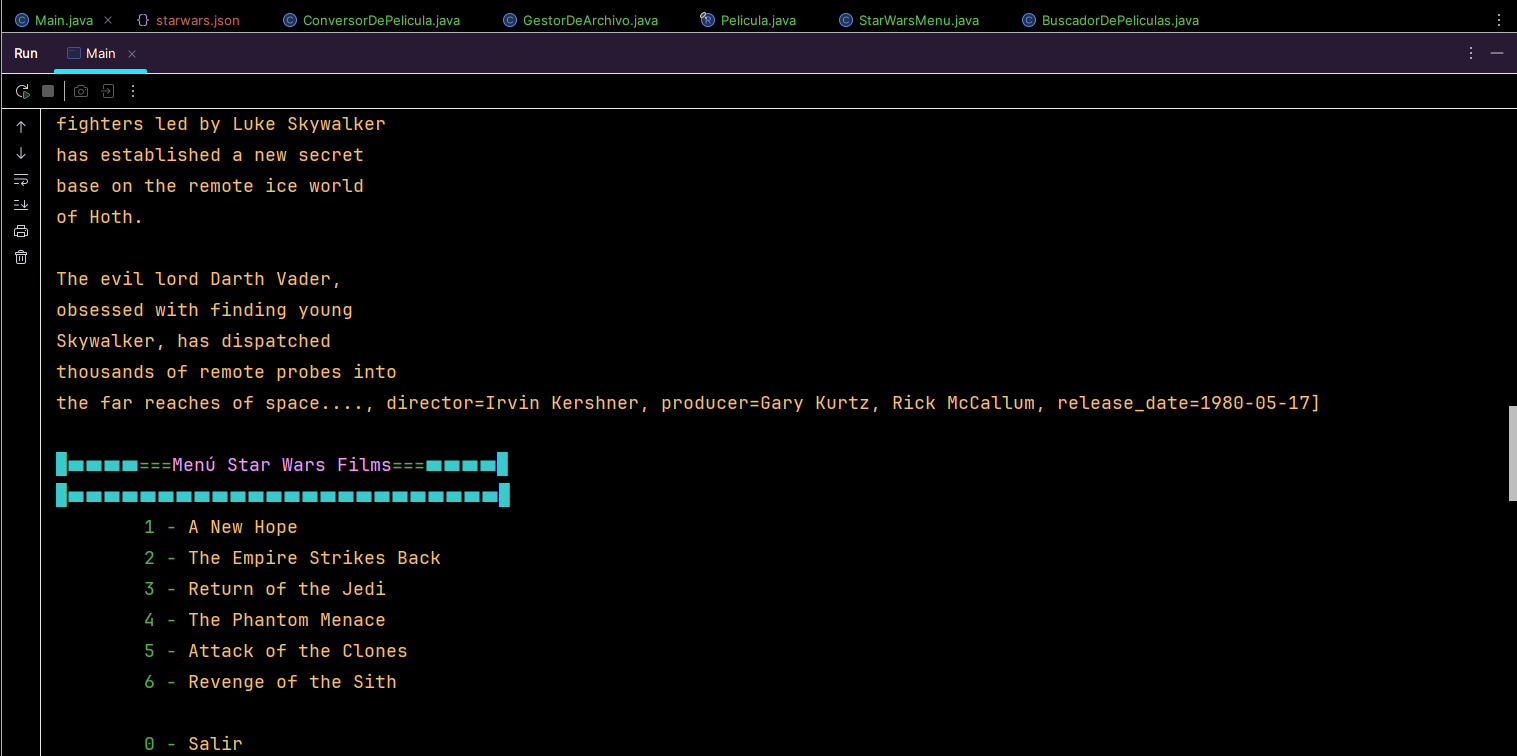 Main.java starwars.json ConversorDePelicula.java GestorDeArchivo.java Pelicula.java StarWarsMenu.java BuscadorDePeliculas.java
Run Main
fighters led by Luke Skywalker
has established a new secret
base on the remote ice world
of Hoth.
The evil lord Darth Vader,
obsessed with finding young
Skywalker, has dispatched
thousands of remote probes into
the far reaches of space...., director=Irvin Kershner, producer=Gary Kurtz, Rick McCallum, release_date=1980-05-17]
===Menú Star Wars Films===
1 - A New Hope
2 - The Empire Strikes Back
3 - Return of the Jedi
4 - The Phantom Menace
5 - Attack of the Clones
6 - Revenge of the Sith
0 - Salir